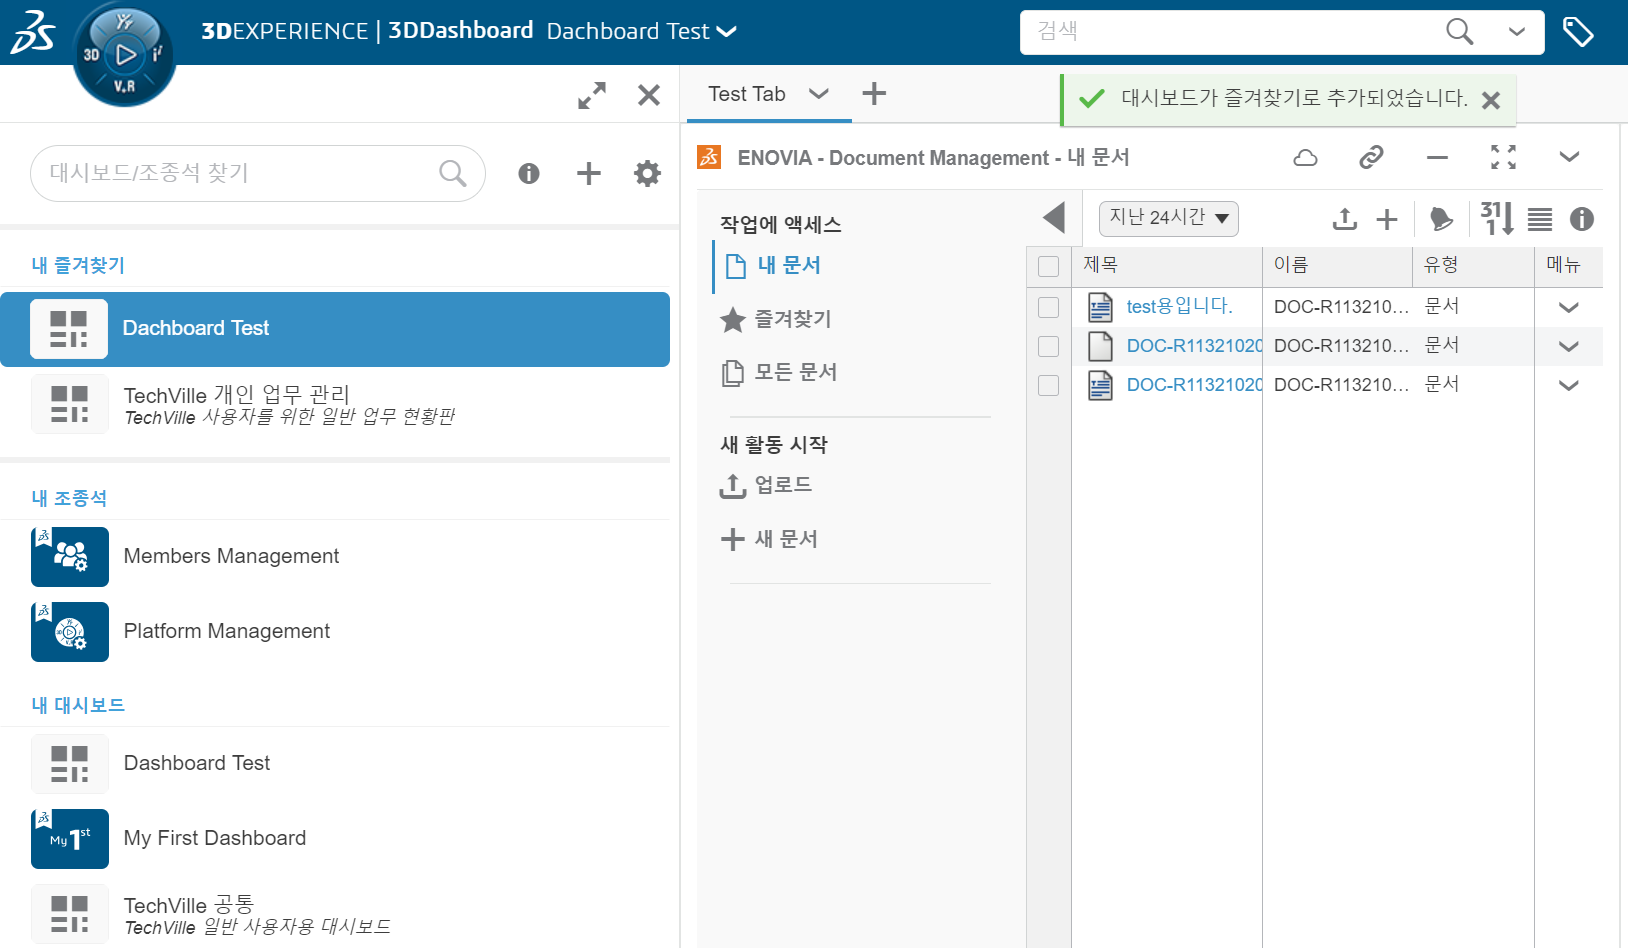 3DEXPERIENCE | 3DDashboard Dachboard Test
검색
3D
V.R
Test Tab
대시보드가 즐겨찾기로 추가되었습니다.
대시보드/조종석 찾기
ENOVIA - Document Management - 내 문서
내 즐겨찾기
Dachboard Test
TechVille 개인 업무 관리
TechVille 사용자를 위한 일반 업무 현황판
내 조종석
Members Management
Platform Management
내 대시보드
Dashboard Test
My 1st
My First Dashboard
TechVille 공통
TechVille 일반 사용자용 대시보드
작업에 액세스
내 문서
즐겨찾기
모든 문서
새 활동 시작
업로드
새 문서
지난 24시간
31
1
제목 이름 유형 메뉴
test용입니다. DOC-R113210... 문서
DOC-R11321020 DOC-R113210... 문서
DOC-R11321020 DOC-R113210... 문서